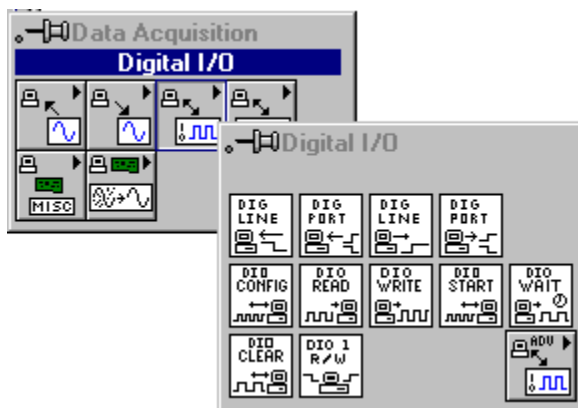 Data Acquisition
Digital I/O
MISC
Digital I/O
DIG LINE
DIG PORT
DIG LINE
DIG PORT
DIO CONFIG
DIO READ
DIO WRITE
DIO START
DIO WAIT
DIO CLEAR
DIO 1 R/W
ADV